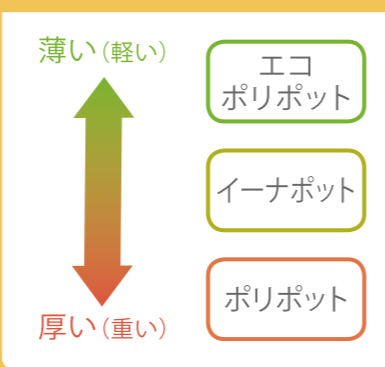 薄い（軽い）
エコ
ポリポット
イーナポット
ポリポット
厚い（重い）